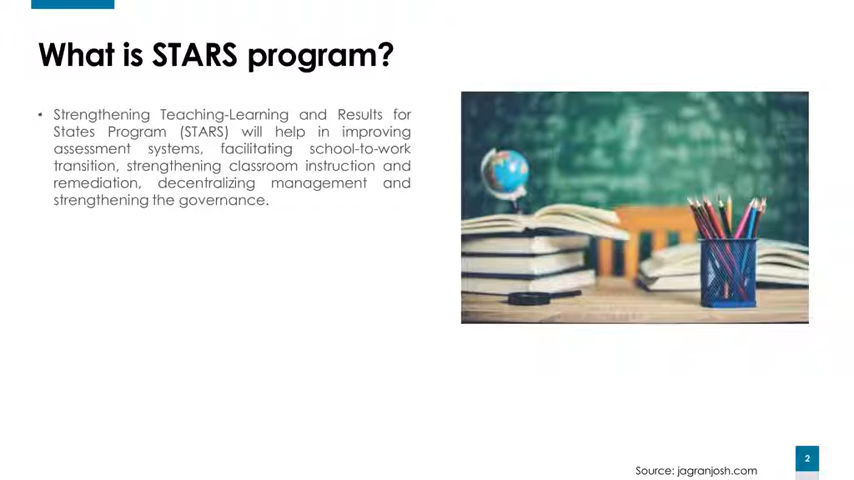 What is STARS program?
• Strengthening Teaching-Learning and Results for
States Program (STARS) will help in improving
assessment systems, facilitating school-to-work
transition, strengthening classroom instruction and
remediation, decentralizing management and
strengthening the governance.
Source: jagranjosh.com
2